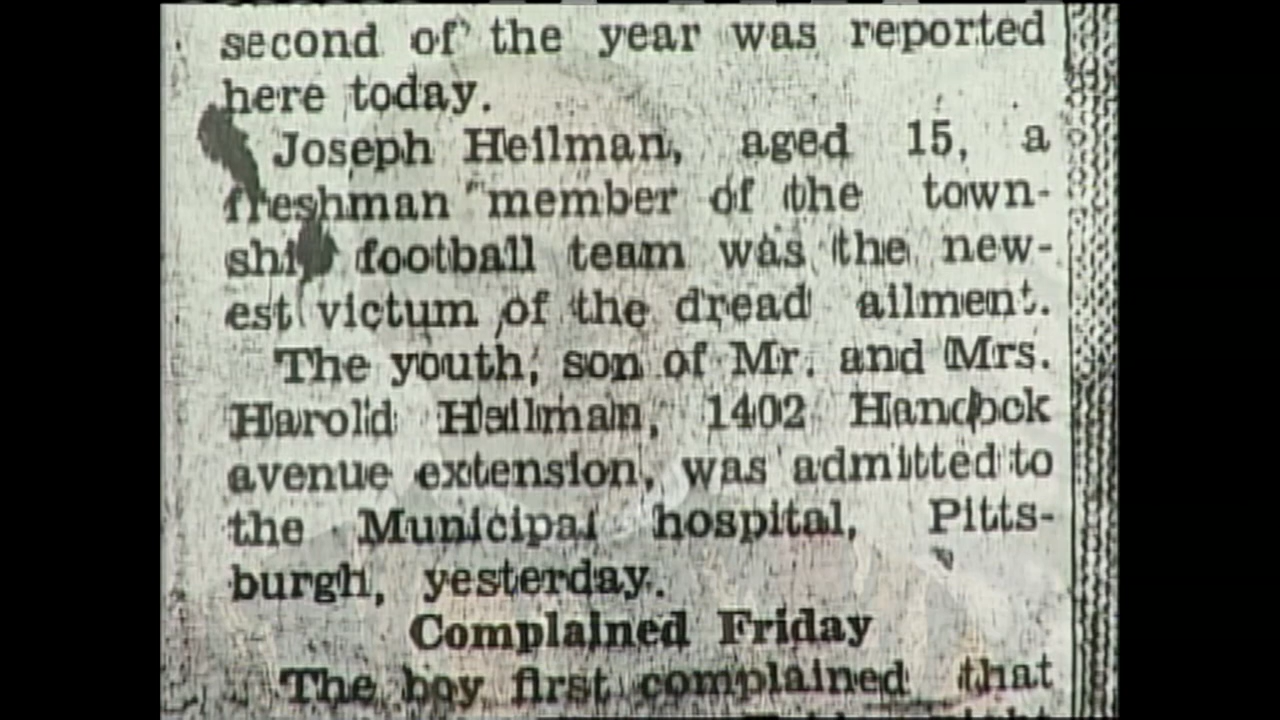 second of the year was reported
here today.
Joseph Heilman, aged 15, a
freshman member of the town-
ship football team was the new-
est victum of the dread ailment.
The youth, son of Mr. and Mrs.
Harold Heilman, 1402 Hancock
avenue extension, was admitted to
the Municipal hospital, Pitts-
burgh, yesterday.
Complained Friday
The boy first complained that